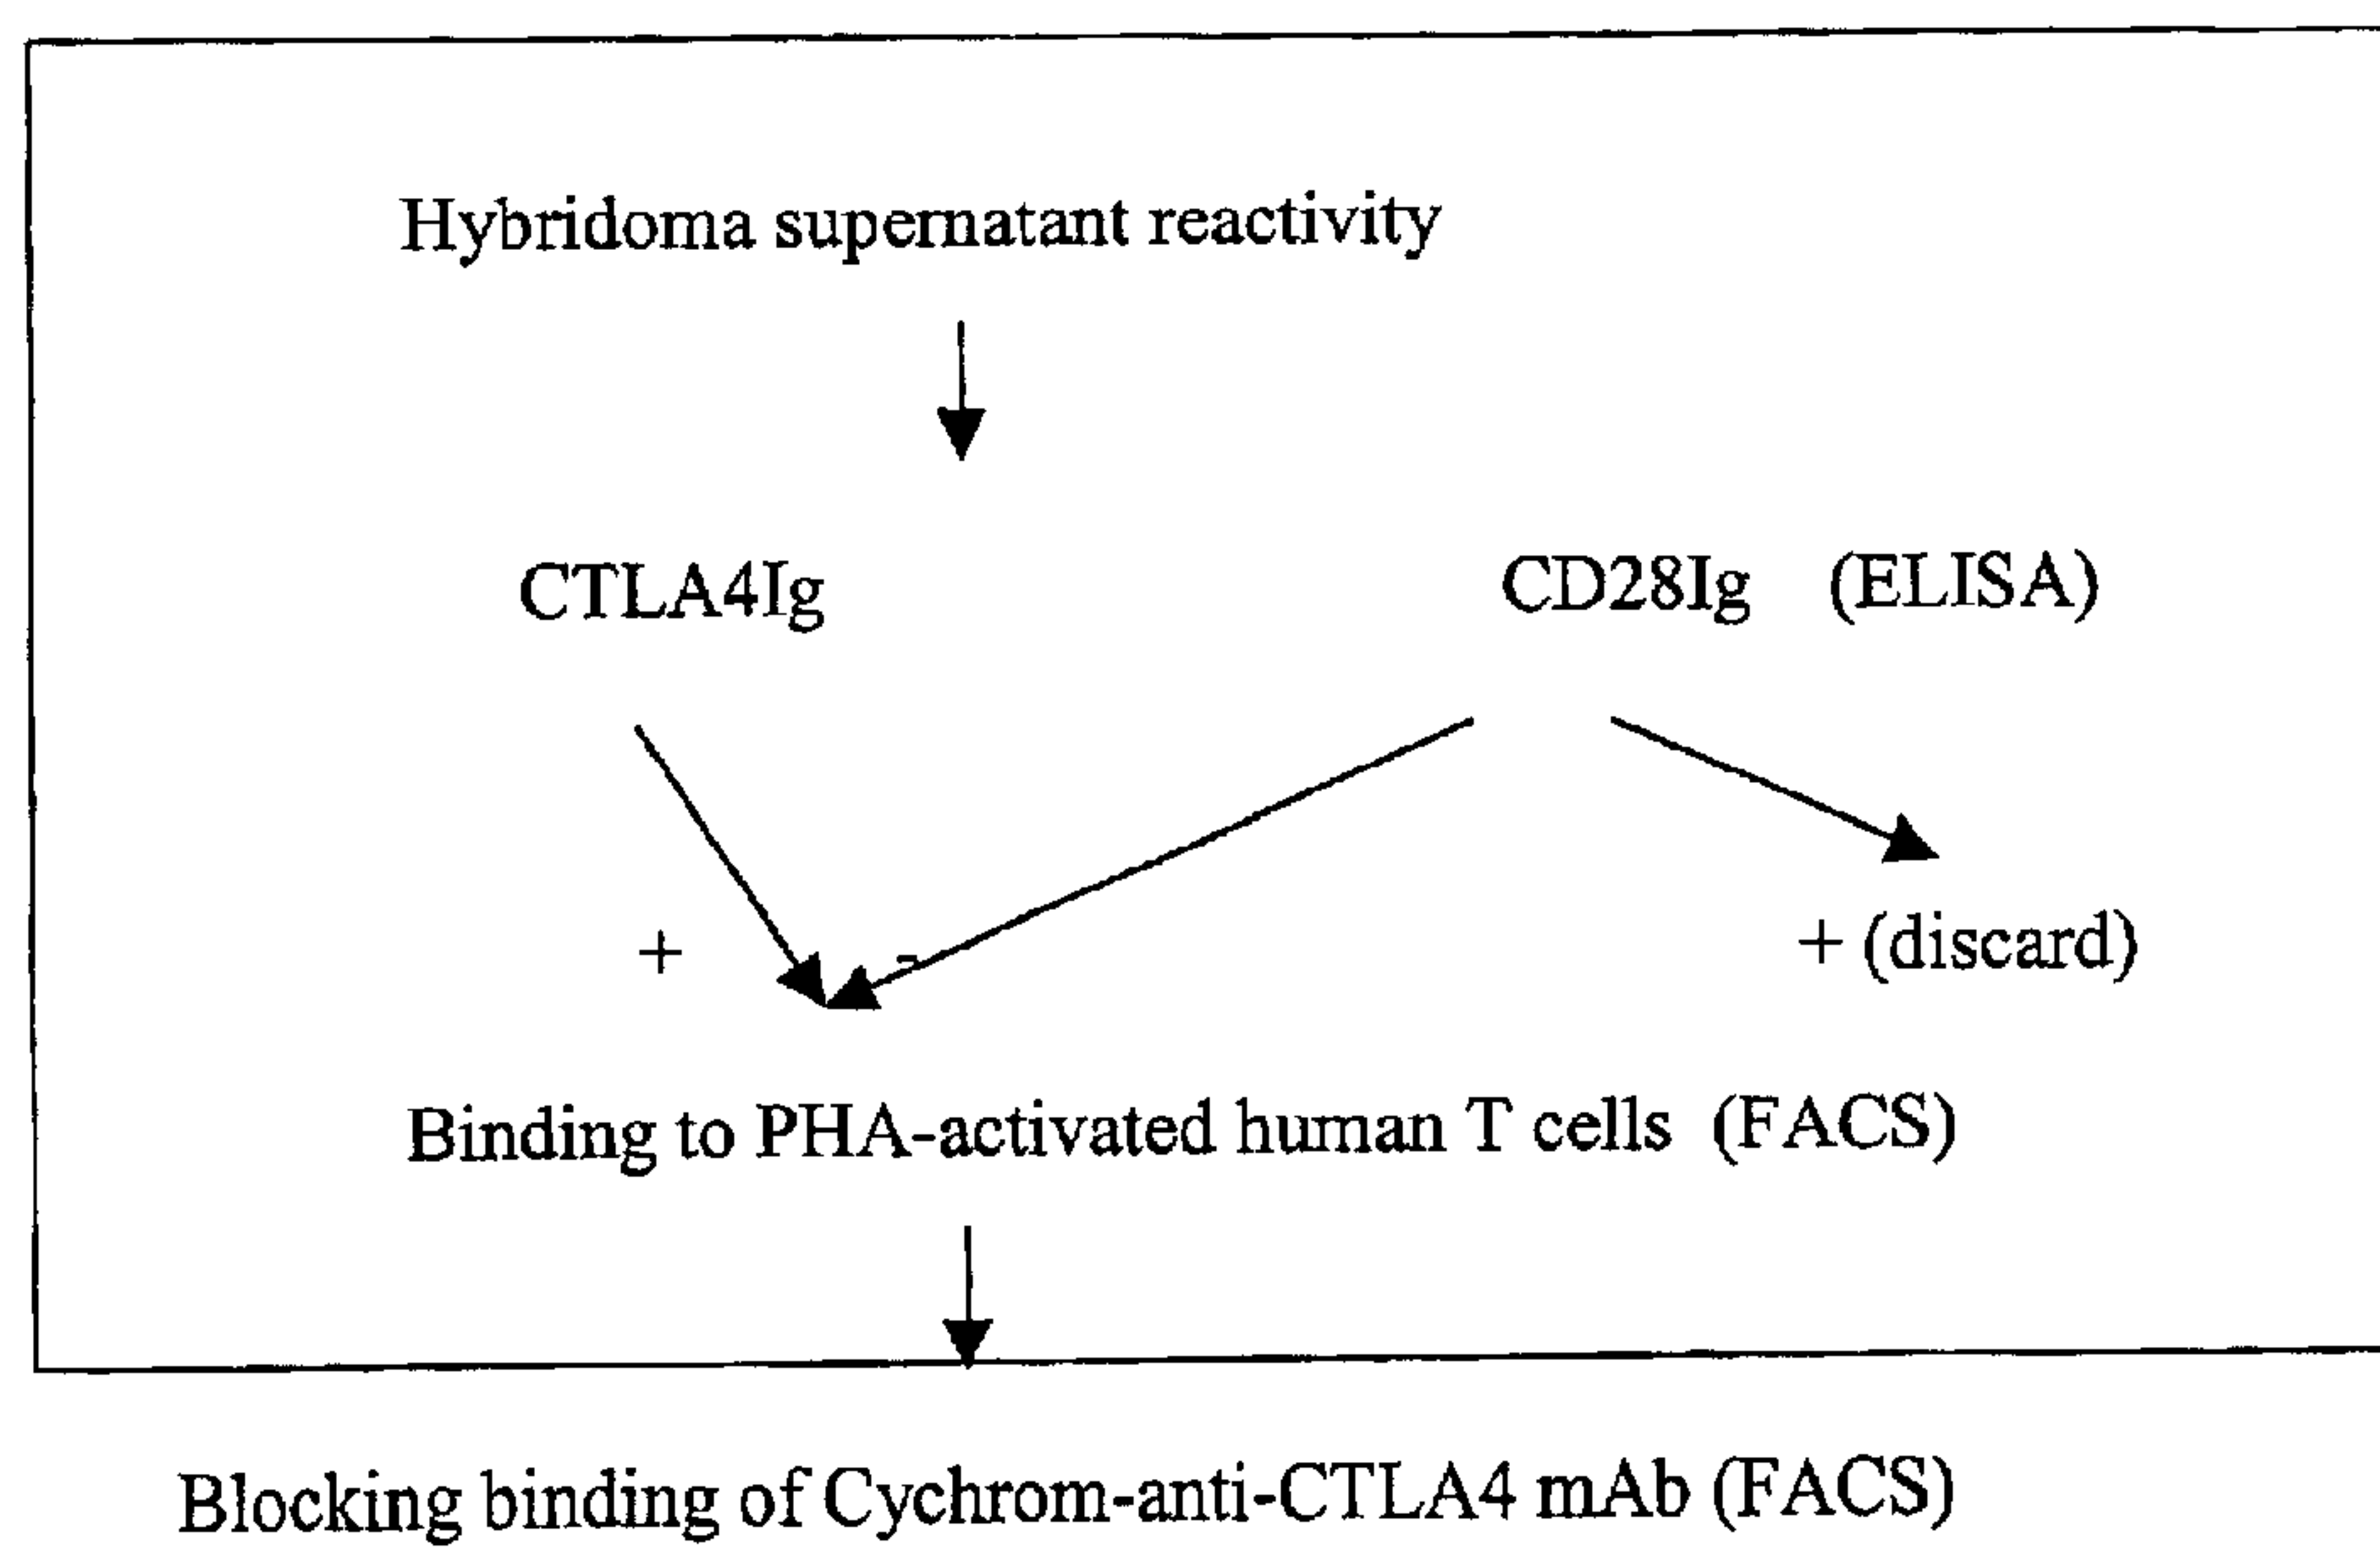 Hybridoma supernatant reactivity
CTLA4Ig CD28Ig (ELISA)
+ - + (discard)
Binding to PHA-activated human T cells (FACS)
Blocking binding of Cychrom-anti-CTLA4 mAb (FACS)